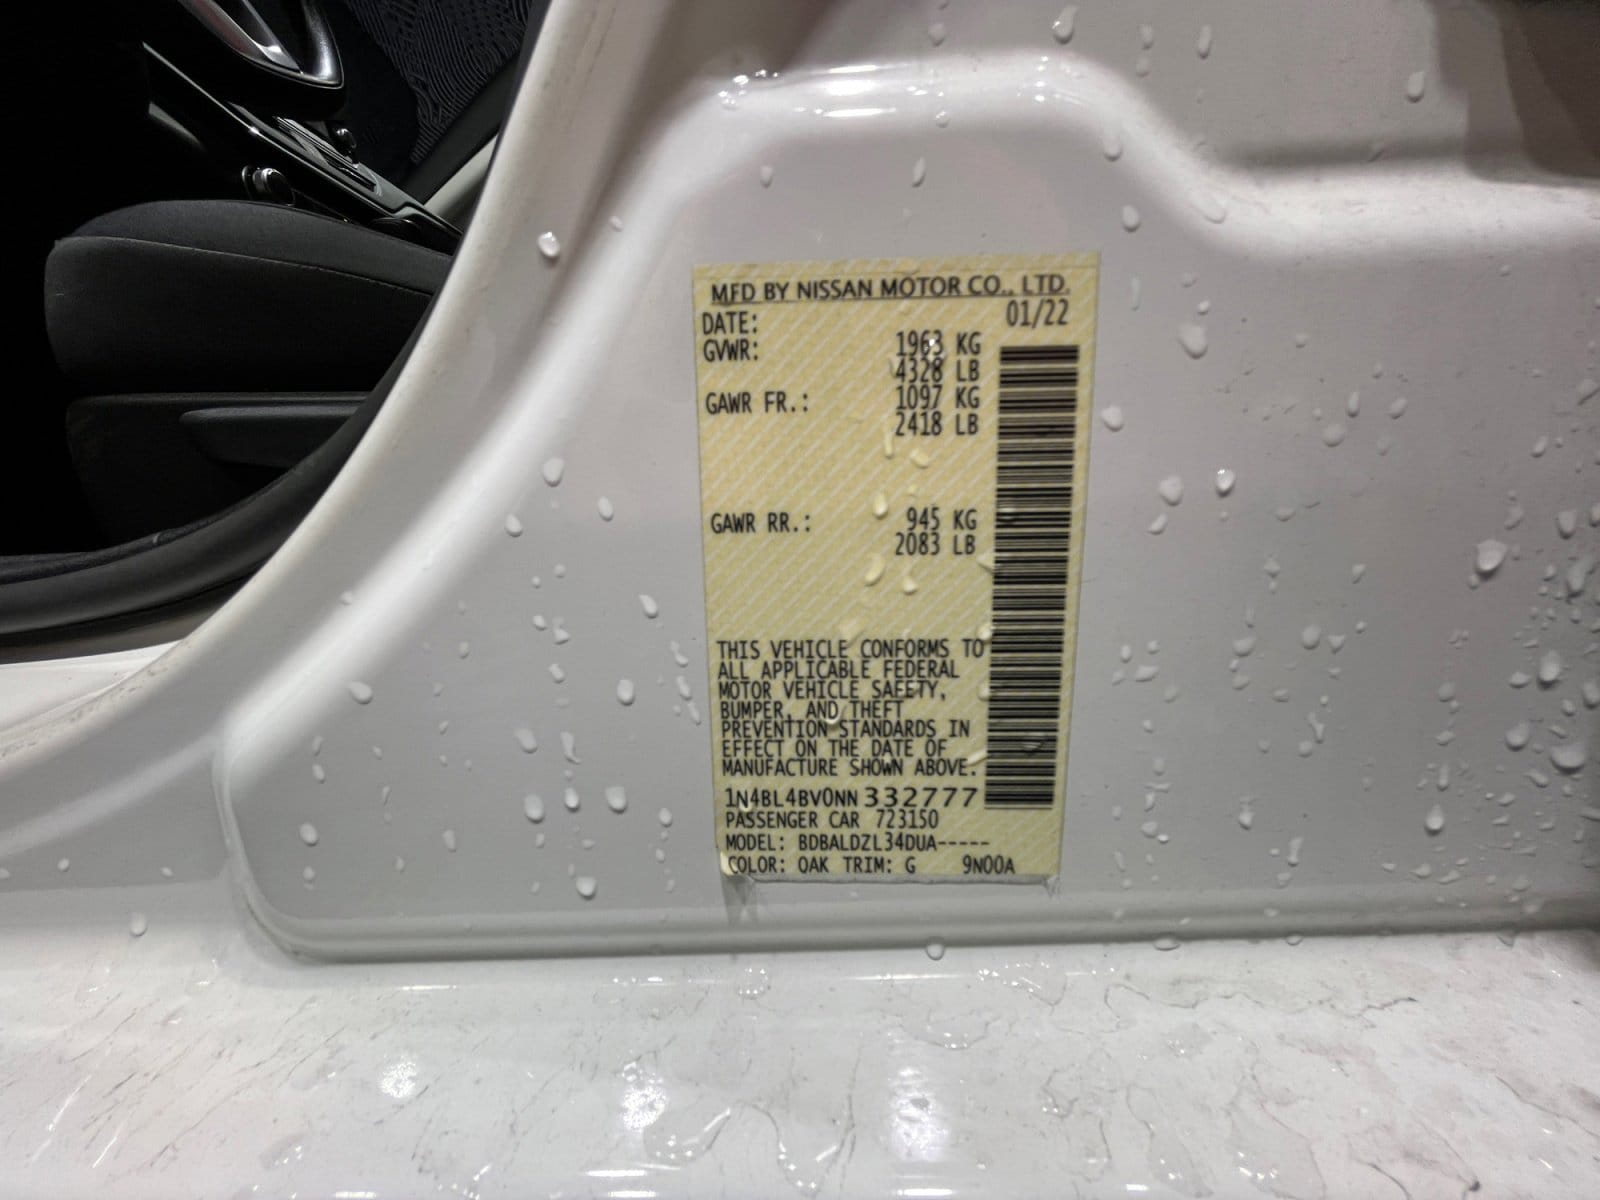 MFD BY NISSAN MOTOR CO., LTD.
DATE: 01/22
GVWR: 1963 KG
4328 LB
GAWR FR.: 1097 KG
2418 LB
GAWR RR.: 945 KG
2083 LB
THIS VEHICLE CONFORMS TO
ALL APPLICABLE FEDERAL
MOTOR VEHICLE SAFETY,
BUMPER, AND THEFT
PREVENTION STANDARDS IN
EFFECT ON THE DATE OF
MANUFACTURE SHOWN ABOVE.
1N4BL4BV0NN332777
PASSENGER CAR 723150
MODEL: BDBALDZL34DUA-----
COLOR: QAK TRIM: G 9N00A